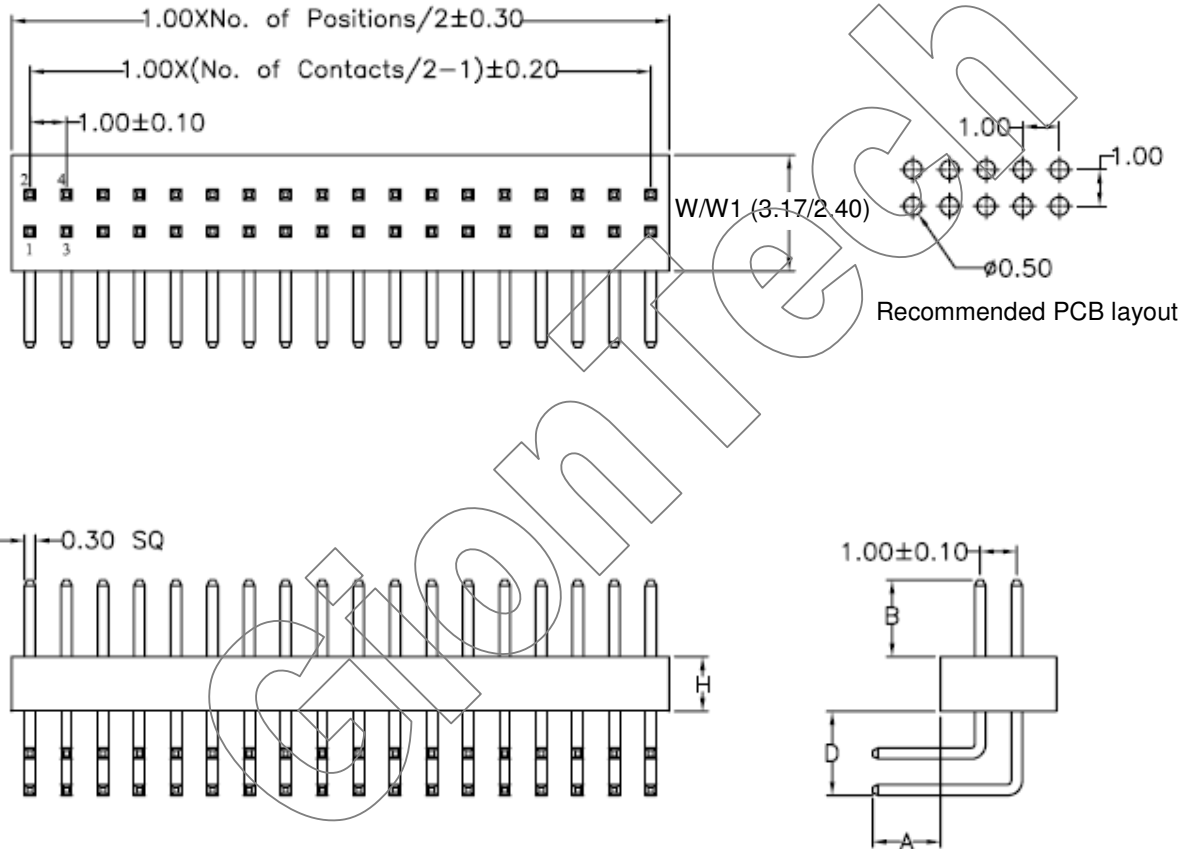 1.00XNo. of Positions/2±0.30
1.00X(No. of Contacts/2-1)±0.20
1.00±0.10
2 4
1 3
W/W1 (3.17/2.40)
1.00
1.00
ø0.50
Recommended PCB layout
GionTech
0.30 SQ
H
1.00±0.10
B
D
A